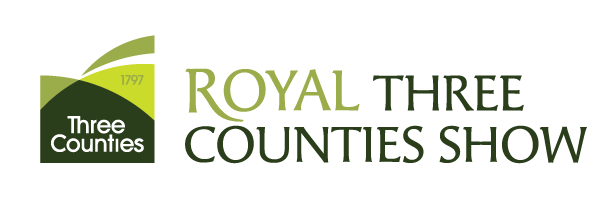 1797
Three
Counties
ROYAL THREE
COUNTIES SHOW